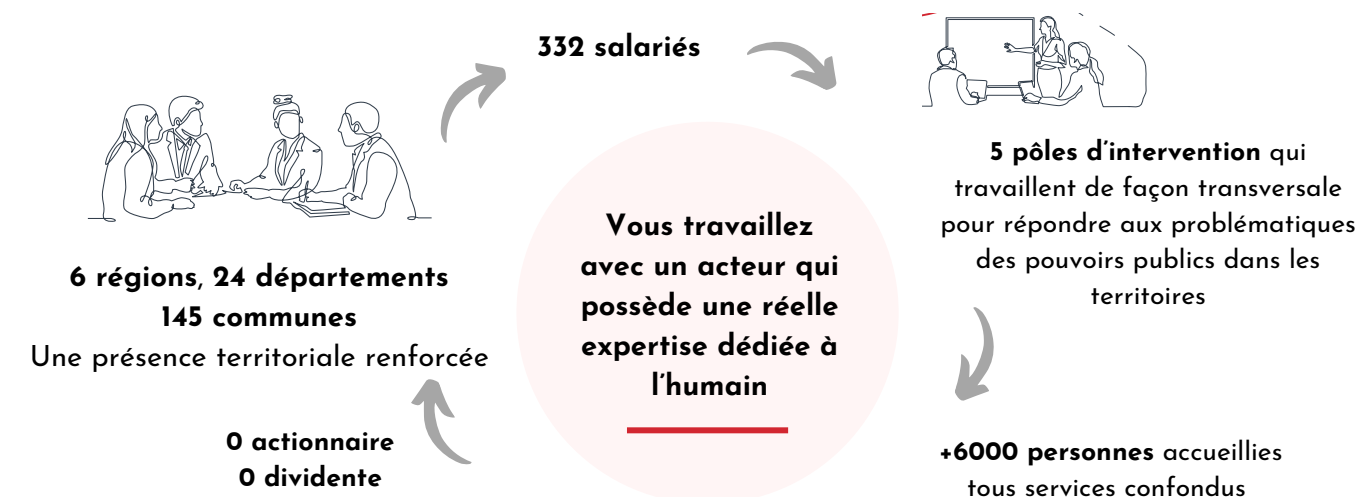 332 salariés
5 pôles d'intervention qui
travaillent de façon transversale
pour répondre aux problématiques
des pouvoirs publics dans les
territoires
+6000 personnes accueillies
tous services confondus
0 actionnaire
0 dividente
6 régions, 24 départements
145 communes
Une présence territoriale renforcée
Vous travaillez
avec un acteur qui
possède une réelle
expertise dédiée à
l'humain